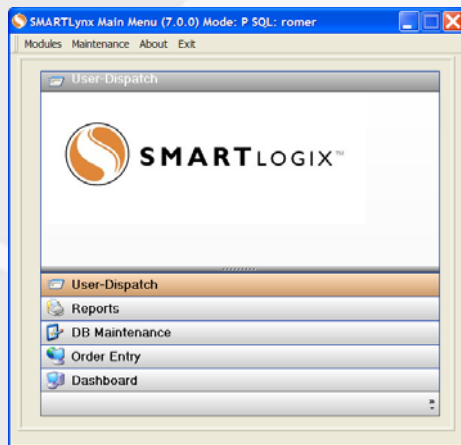 SMARTLynx Main Menu (7.0.0) Mode: P SQL: romer
Modules Maintenance About Exit
User-Dispatch
SMARTLOGIX™
User-Dispatch
Reports
DB Maintenance
Order Entry
Dashboard